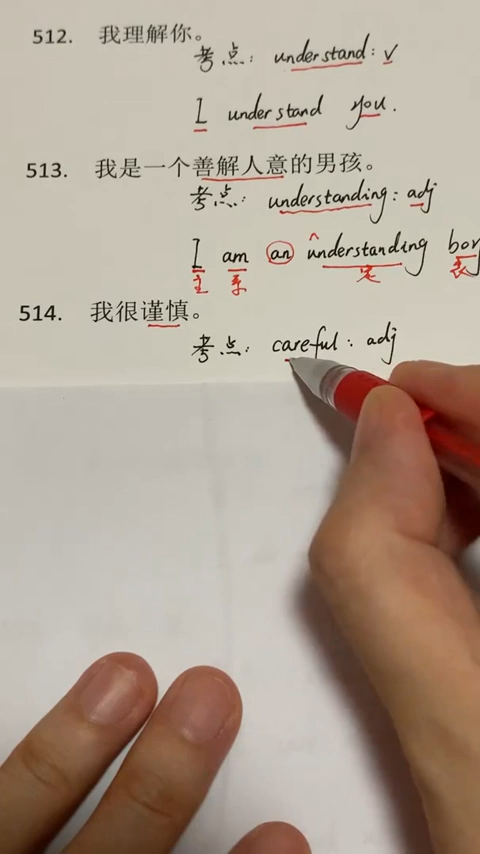 512. 我理解你。
考点: understand: v
I understand you.
513. 我是一个善解人意的男孩。
考点: understanding: adj
I am an understanding boy
主 系 定 表
514. 我很谨慎。
考点: careful: adj